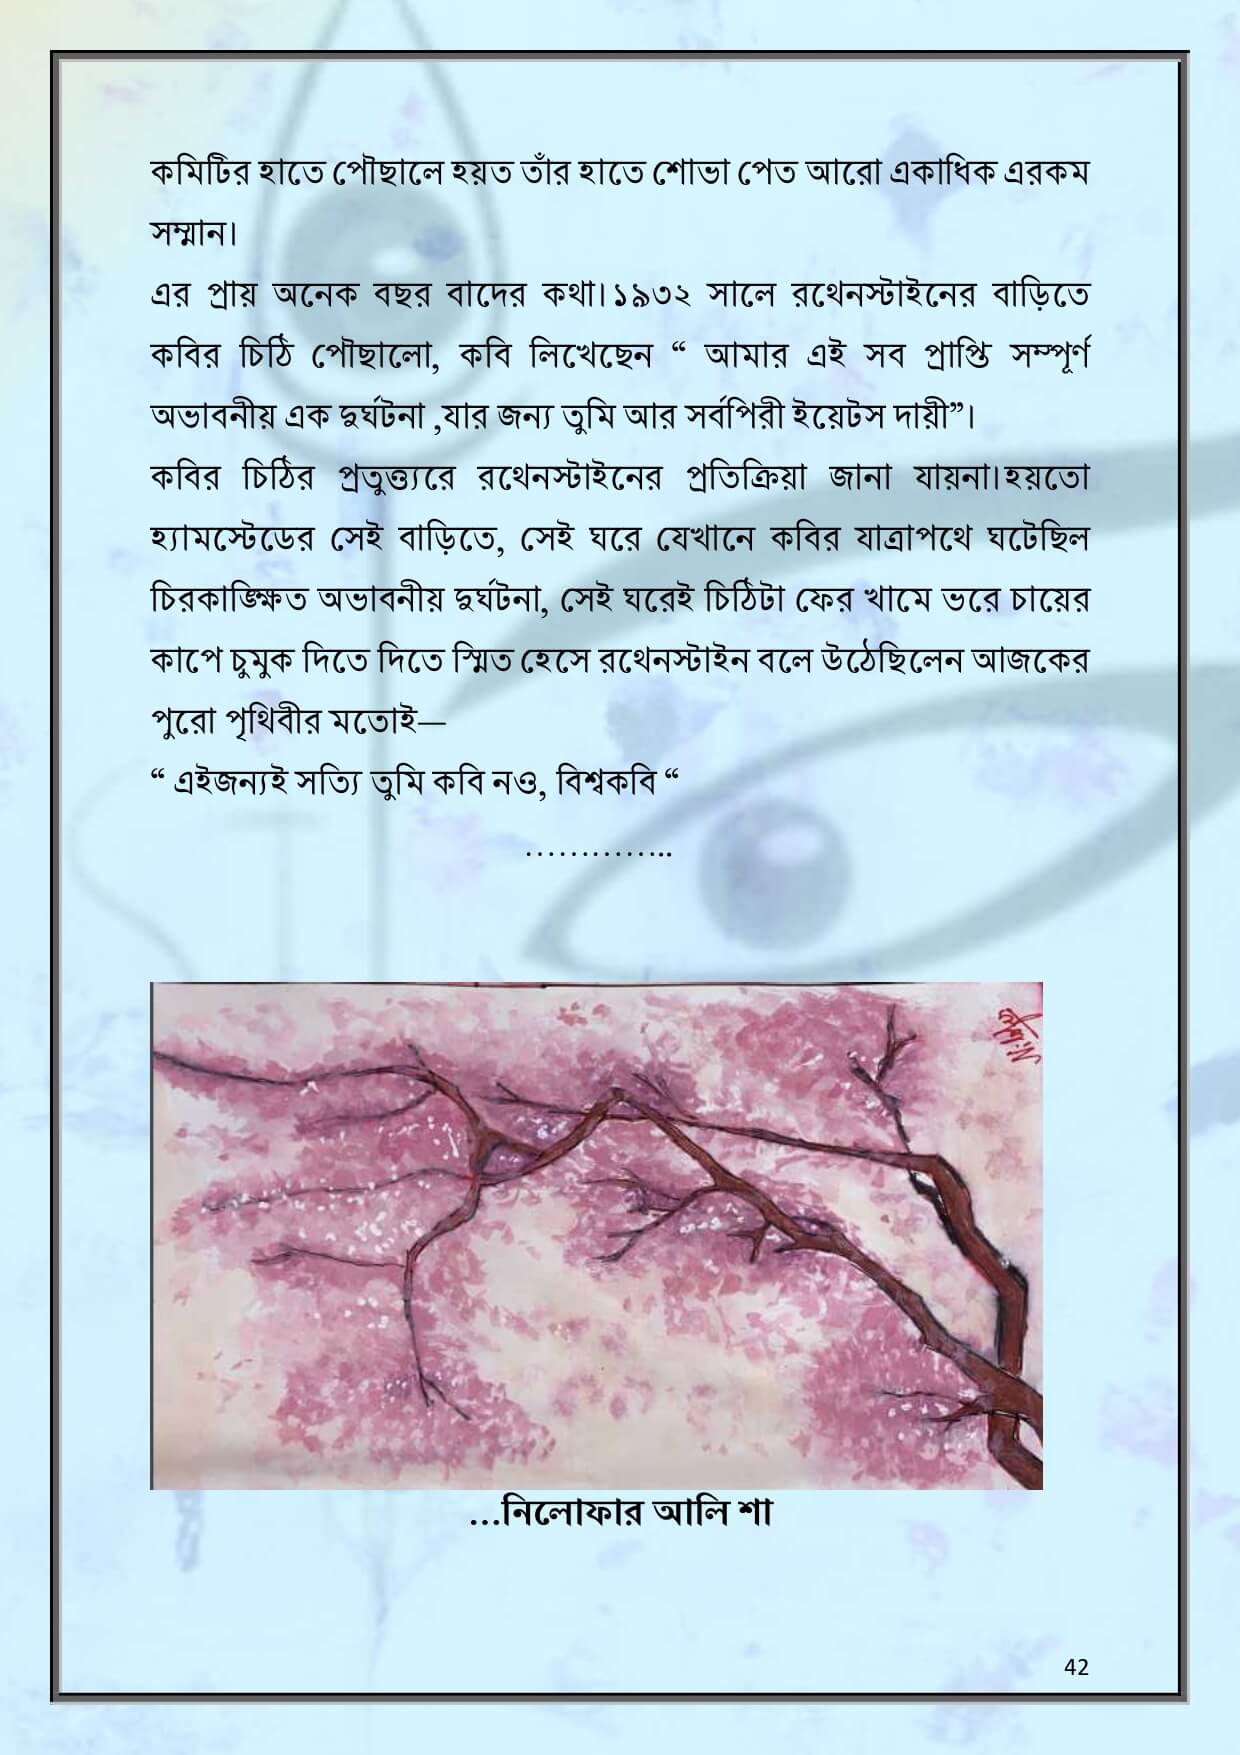 কমিটির হাতে পৌছালে হয়ত তাঁর হাতে শোভা পেত আরো একাধিক এরকম
সম্মান।
এর প্রায় অনেক বছর বাদের কথা।১৯৩২ সালে রথেনস্টাইনের বাড়িতে
কবির চিঠি পৌছালো, কবি লিখেছেন “ আমার এই সব প্রাপ্তি সম্পূর্ণ
অভাবনীয় এক দুর্ঘটনা ,যার জন্য তুমি আর সর্বপিরী ইয়েটস দায়ী”।
কবির চিঠির প্রতুত্ত্যরে রথেনস্টাইনের প্রতিক্রিয়া জানা যায়না।হয়তো
হ্যামস্টেডের সেই বাড়িতে, সেই ঘরে যেখানে কবির যাত্রাপথে ঘটেছিল
চিরকাঙ্ক্ষিত অভাবনীয় দুর্ঘটনা, সেই ঘরেই চিঠিটা ফের খামে ভরে চায়ের
কাপে চুমুক দিতে দিতে স্মিত হেসে রথেনস্টাইন বলে উঠেছিলেন আজকের
পুরো পৃথিবীর মতোই—
“ এইজন্যই সত্যি তুমি কবি নও, বিশ্বকবি “
…………..
...নিলোফার আলি শা
42